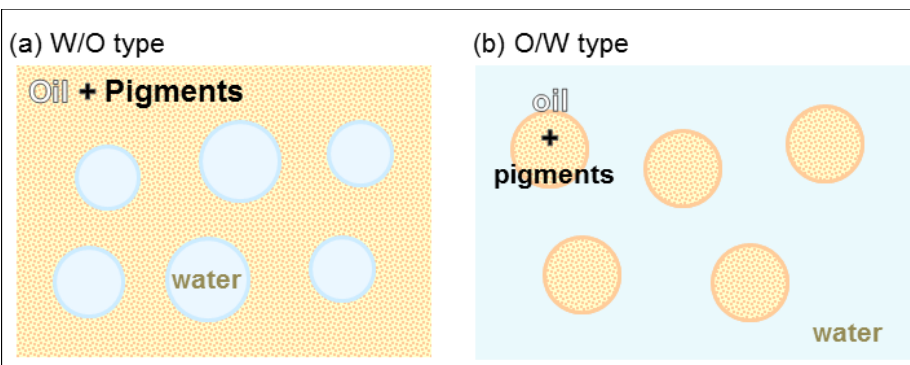 (a) W/O type
Oil + Pigments
water
(b) O/W type
oil
+
pigments
water